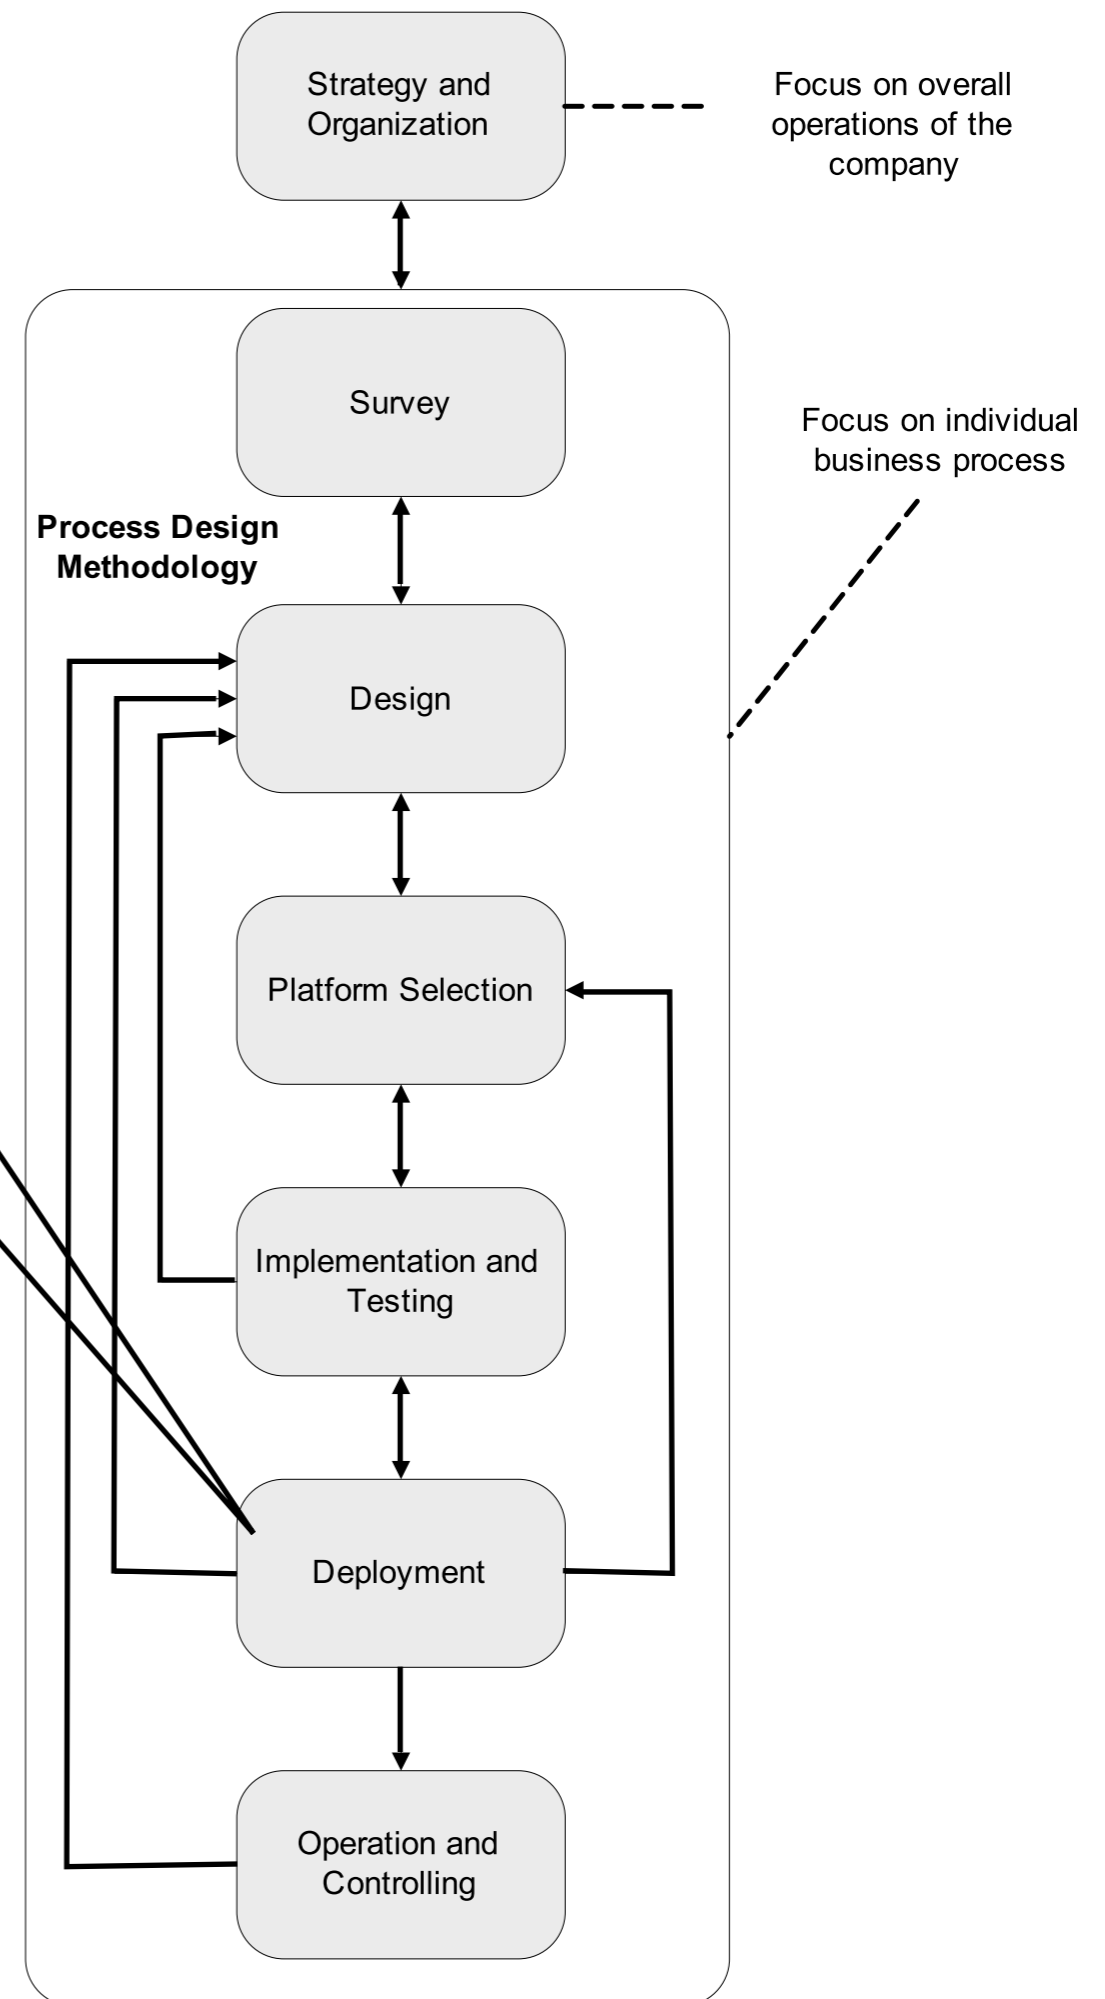 Strategy and
Organization
Focus on overall
operations of the
company
Survey
Focus on individual
business process
Process Design
Methodology
Design
Platform Selection
Implementation and
Testing
Deployment
Operation and
Controlling